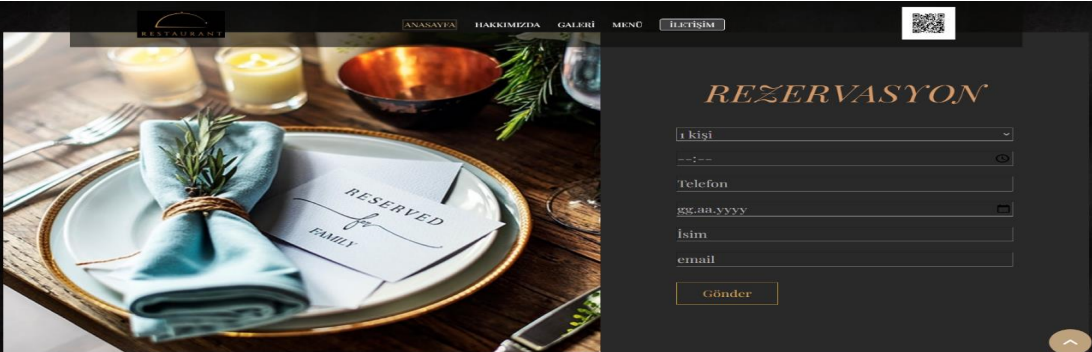 RESTAURANT
ANASAYFA HAKKIMIZDA GALERİ MENÜ İLETİŞİM
RESERVED
for
FAMILY
REZERVASYON
1 kişi
--:--
Telefon
gg.aa.yyyy
İsim
email
Gönder